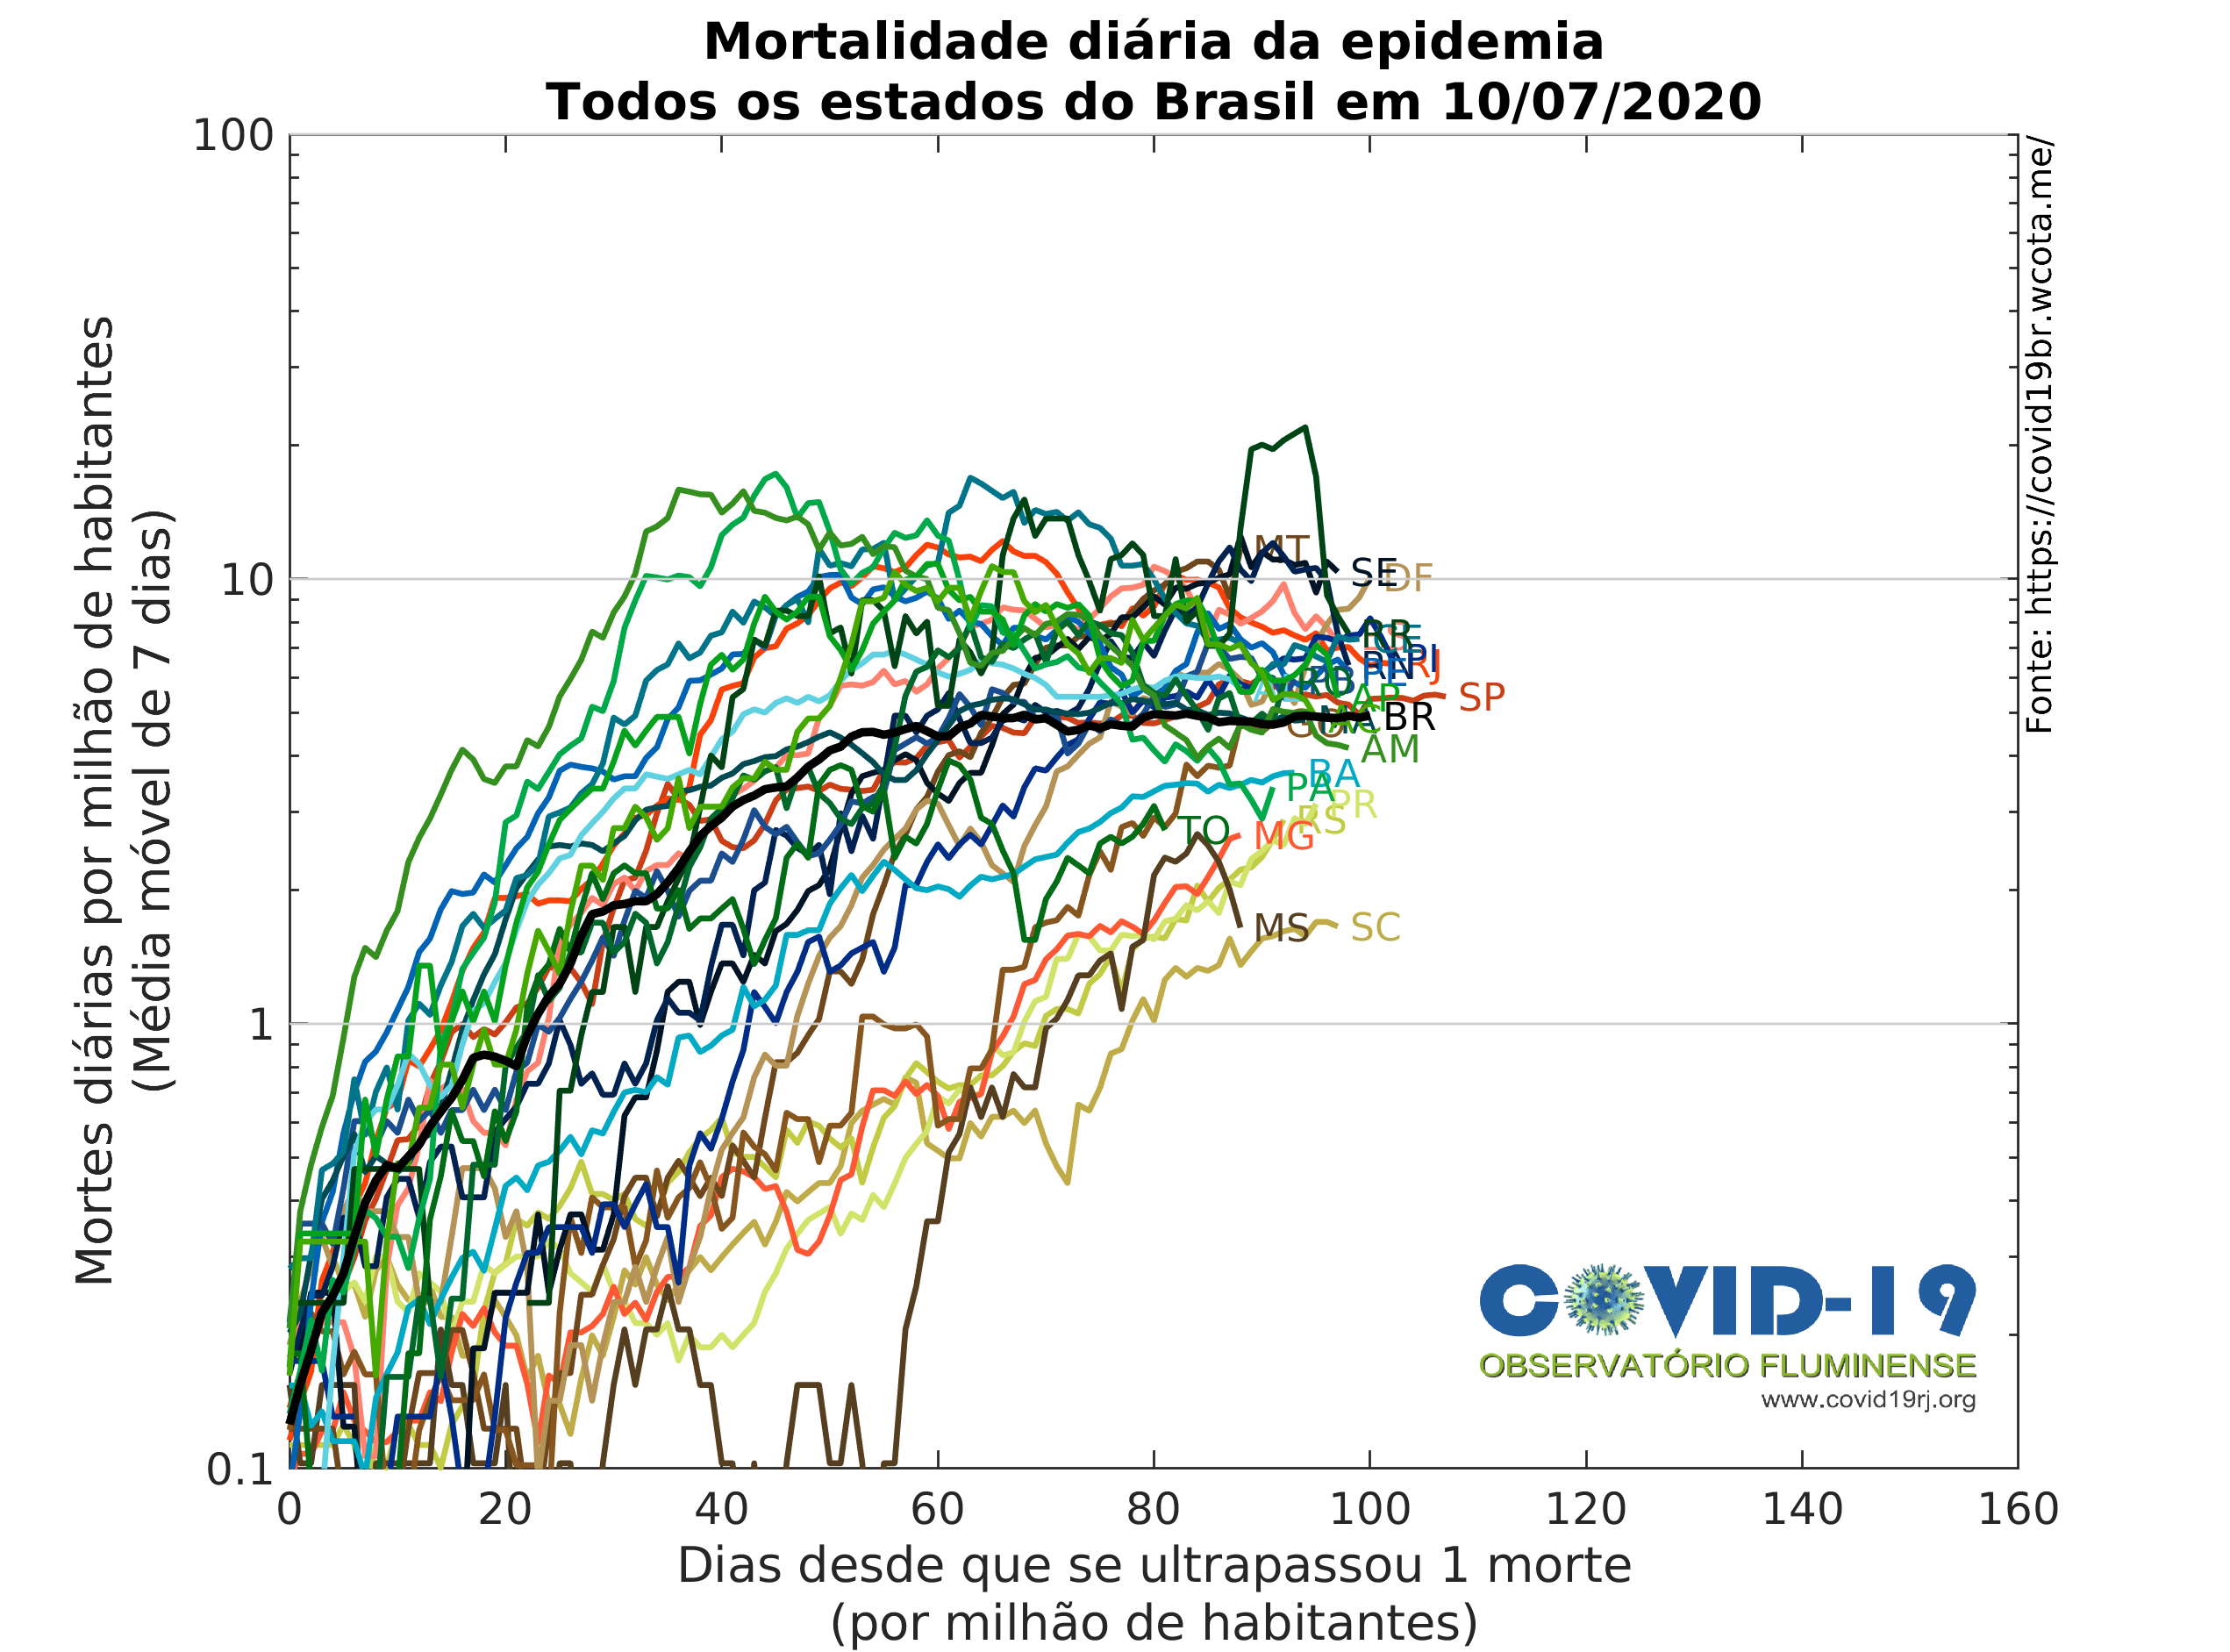 Mortalidade diária da epidemia
Todos os estados do Brasil em 10/07/2020
Mortes diárias por milhão de habitantes
(Média móvel de 7 dias)
100
10
1
0.1
Fonte: https://covid19br.wcota.me/
MT
SE
DF
RR
PI
RJ
RN
SP
AP
BR
AM
BA
PA
PR
RS
TO
MG
MS
SC
COVID-19
OBSERVATÓRIO FLUMINENSE
www.covid19rj.org
0 20 40 60 80 100 120 140 160
Dias desde que se ultrapassou 1 morte
(por milhão de habitantes)